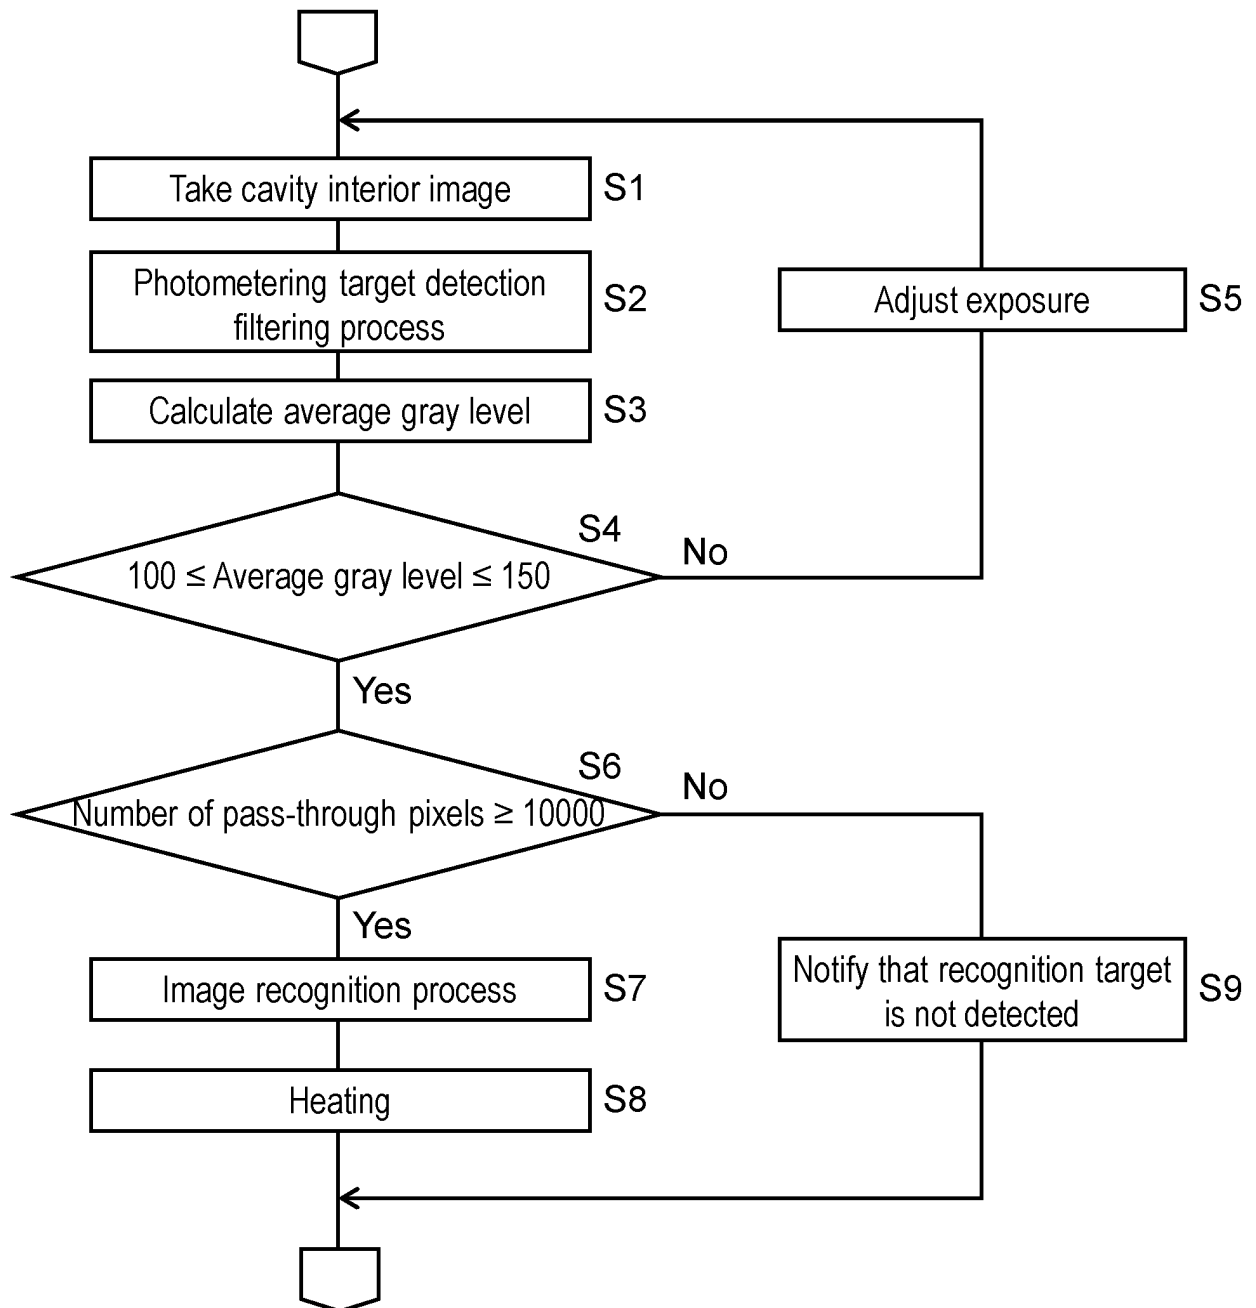 Take cavity interior image
S1
Photometering target detection
filtering process
S2
Adjust exposure
S5
Calculate average gray level
S3
S4
100 ≤ Average gray level ≤ 150
No
Yes
S6
Number of pass-through pixels ≥ 10000
No
Yes
Image recognition process
S7
Notify that recognition target
is not detected
S9
Heating
S8